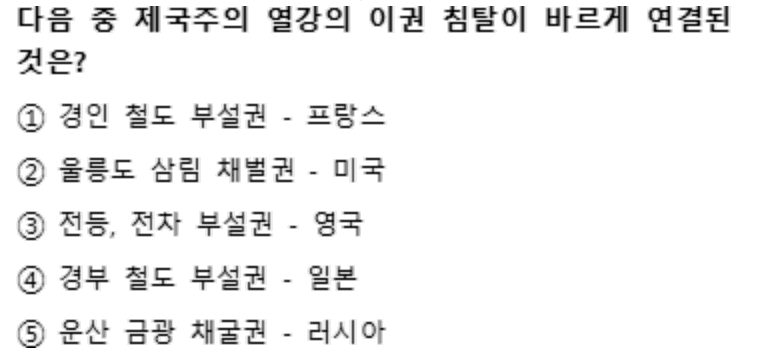 다음 중 제국주의 열강의 이권 침탈이 바르게 연결된
것은?
① 경인 철도 부설권 - 프랑스
② 울릉도 삼림 채벌권 - 미국
③ 전등, 전차 부설권 - 영국
④ 경부 철도 부설권 - 일본
⑤ 운산 금광 채굴권 - 러시아